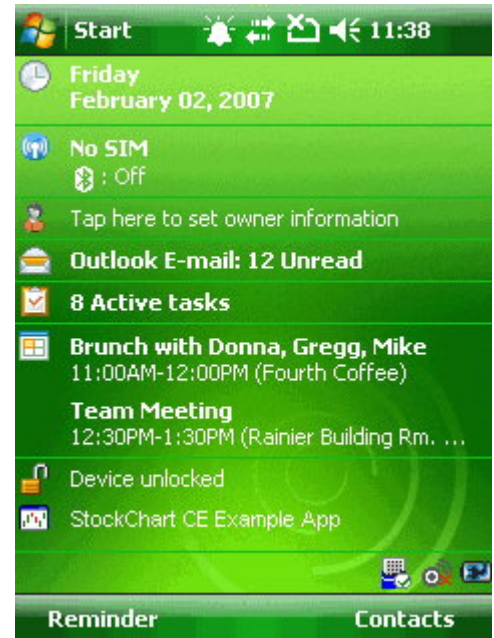 Start 11:38
Friday
February 02, 2007
No SIM
: Off
Tap here to set owner information
Outlook E-mail: 12 Unread
8 Active tasks
Brunch with Donna, Gregg, Mike
11:00AM-12:00PM (Fourth Coffee)
Team Meeting
12:30PM-1:30PM (Rainier Building Rm. ...
Device unlocked
StockChart CE Example App
Reminder Contacts